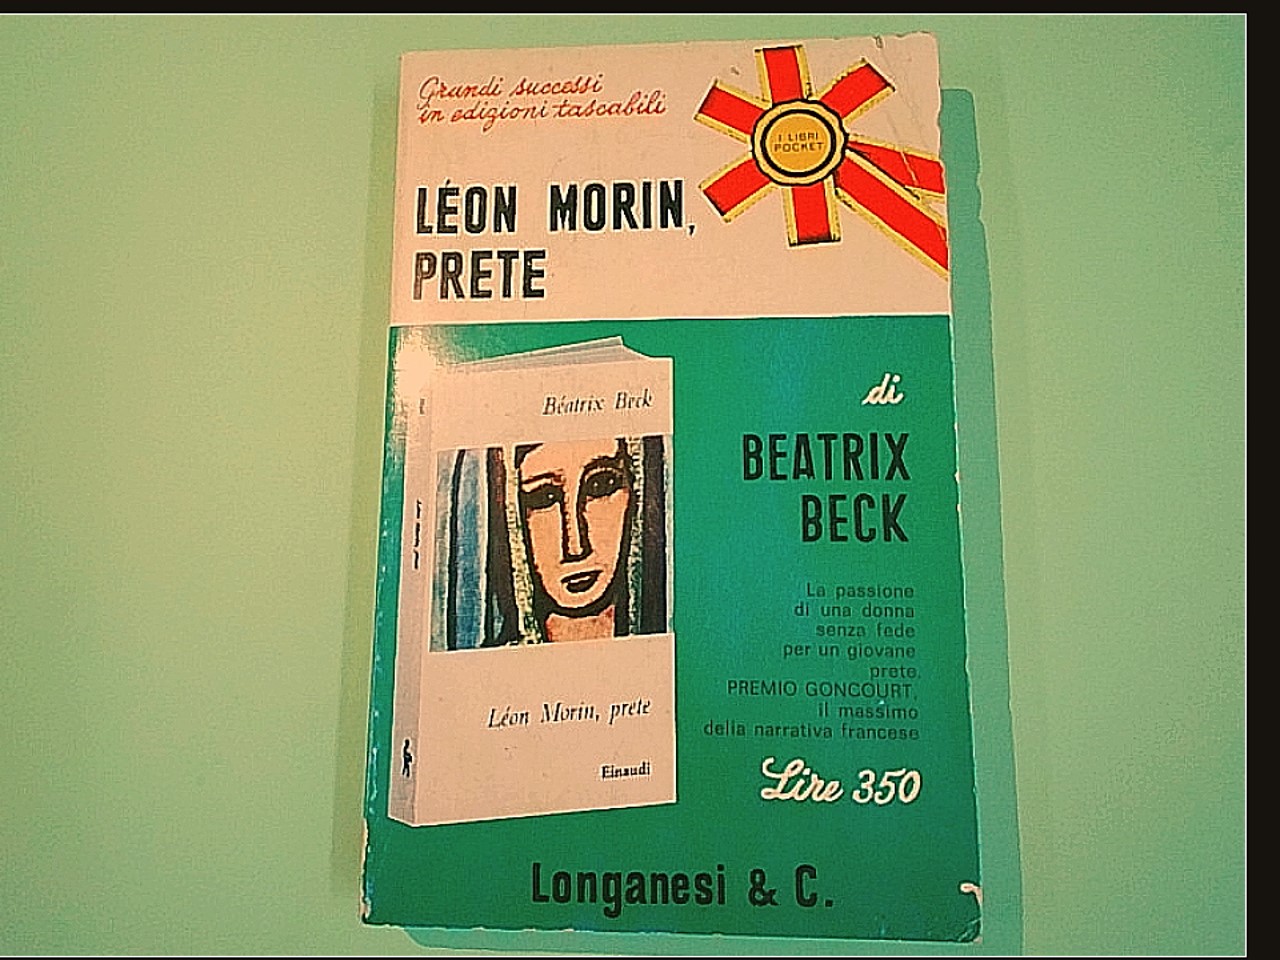 Grandi successi
in edizioni tascabili
I LIBRI
POCKET
LÉON MORIN,
PRETE
Béatrix Beck
Léon Morin, prete
Einaudi
di
BEATRIX
BECK
La passione
di una donna
senza fede
per un giovane
prete.
PREMIO GONCOURT,
il massimo
della narrativa francese
Lire 350
Longanesi & C.